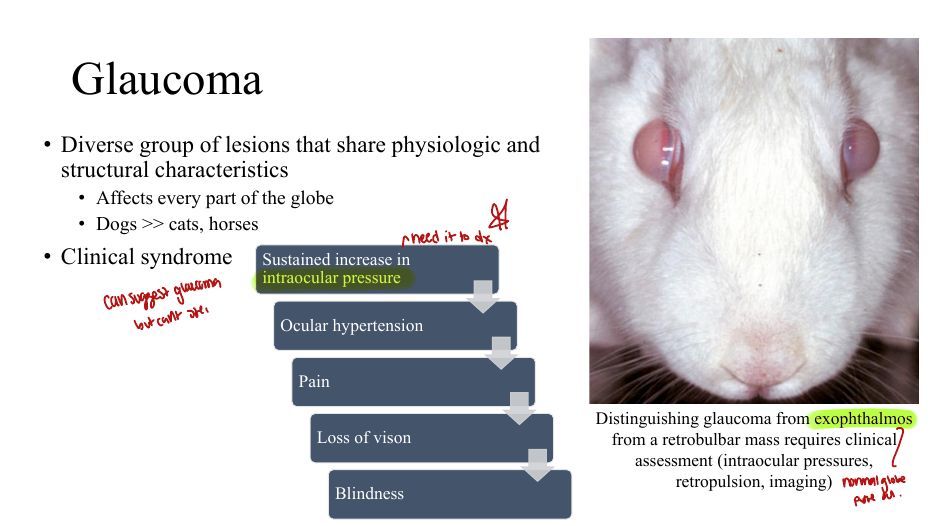 Glaucoma
• Diverse group of lesions that share physiologic and
structural characteristics
• Affects every part of the globe
• Dogs >> cats, horses
• Clinical syndrome
need it to dx
can suggest glaucoma
but can't
Sustained increase in
intraocular pressure
Ocular hypertension
Pain
Loss of vison
Blindness
Distinguishing glaucoma from exophthalmos
from a retrobulbar mass requires clinical
assessment (intraocular pressures,
retropulsion, imaging)
normal globe